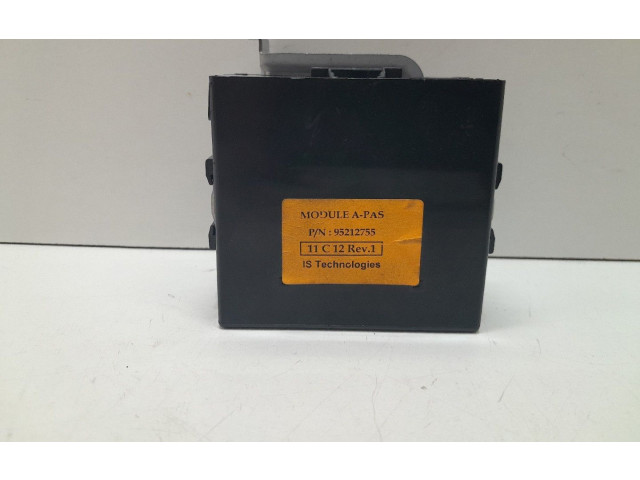 MODULE A-PAS
P/N : 95212755
11 C 12 Rev.1
IS Technologies